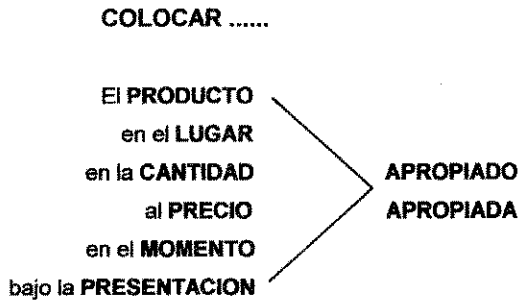 COLOCAR ......
El PRODUCTO
en el LUGAR
en la CANTIDAD
al PRECIO
en el MOMENTO
bajo la PRESENTACION
APROPIADO
APROPIADA